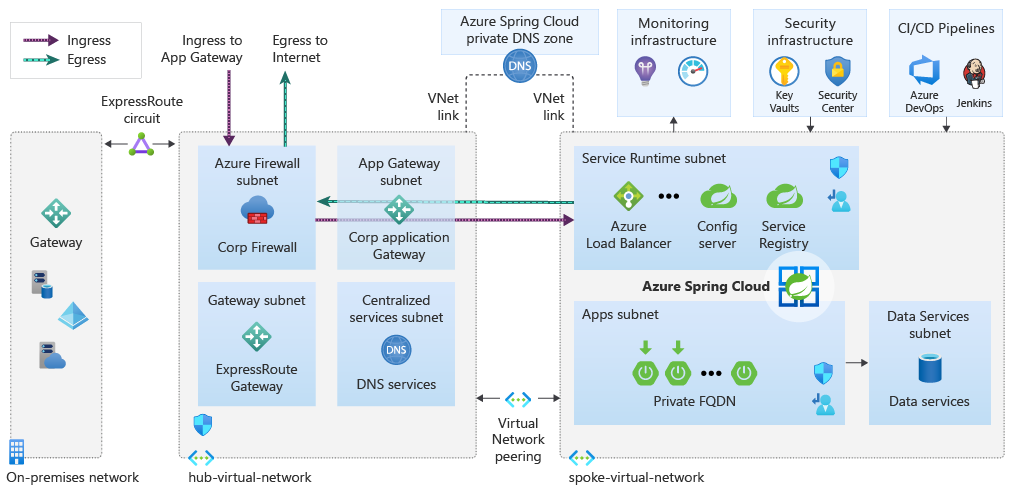 Ingress
Egress
Ingress to
App Gateway
Egress to
Internet
Azure Spring Cloud
private DNS zone
DNS
VNet
link
VNet
link
Monitoring
infrastructure
Security
infrastructure
Key
Vaults
Security
Center
CI/CD Pipelines
Azure
DevOps
Jenkins
ExpressRoute
circuit
Gateway
On-premises network
Azure Firewall
subnet
Corp Firewall
App Gateway
subnet
Corp application
Gateway
Gateway subnet
ExpressRoute
Gateway
Centralized
services subnet
DNS
DNS services
hub-virtual-network
Virtual
Network
peering
Service Runtime subnet
Azure
Load Balancer
Config
server
Service
Registry
Azure Spring Cloud
Apps subnet
Private FQDN
Data Services
subnet
Data services
spoke-virtual-network